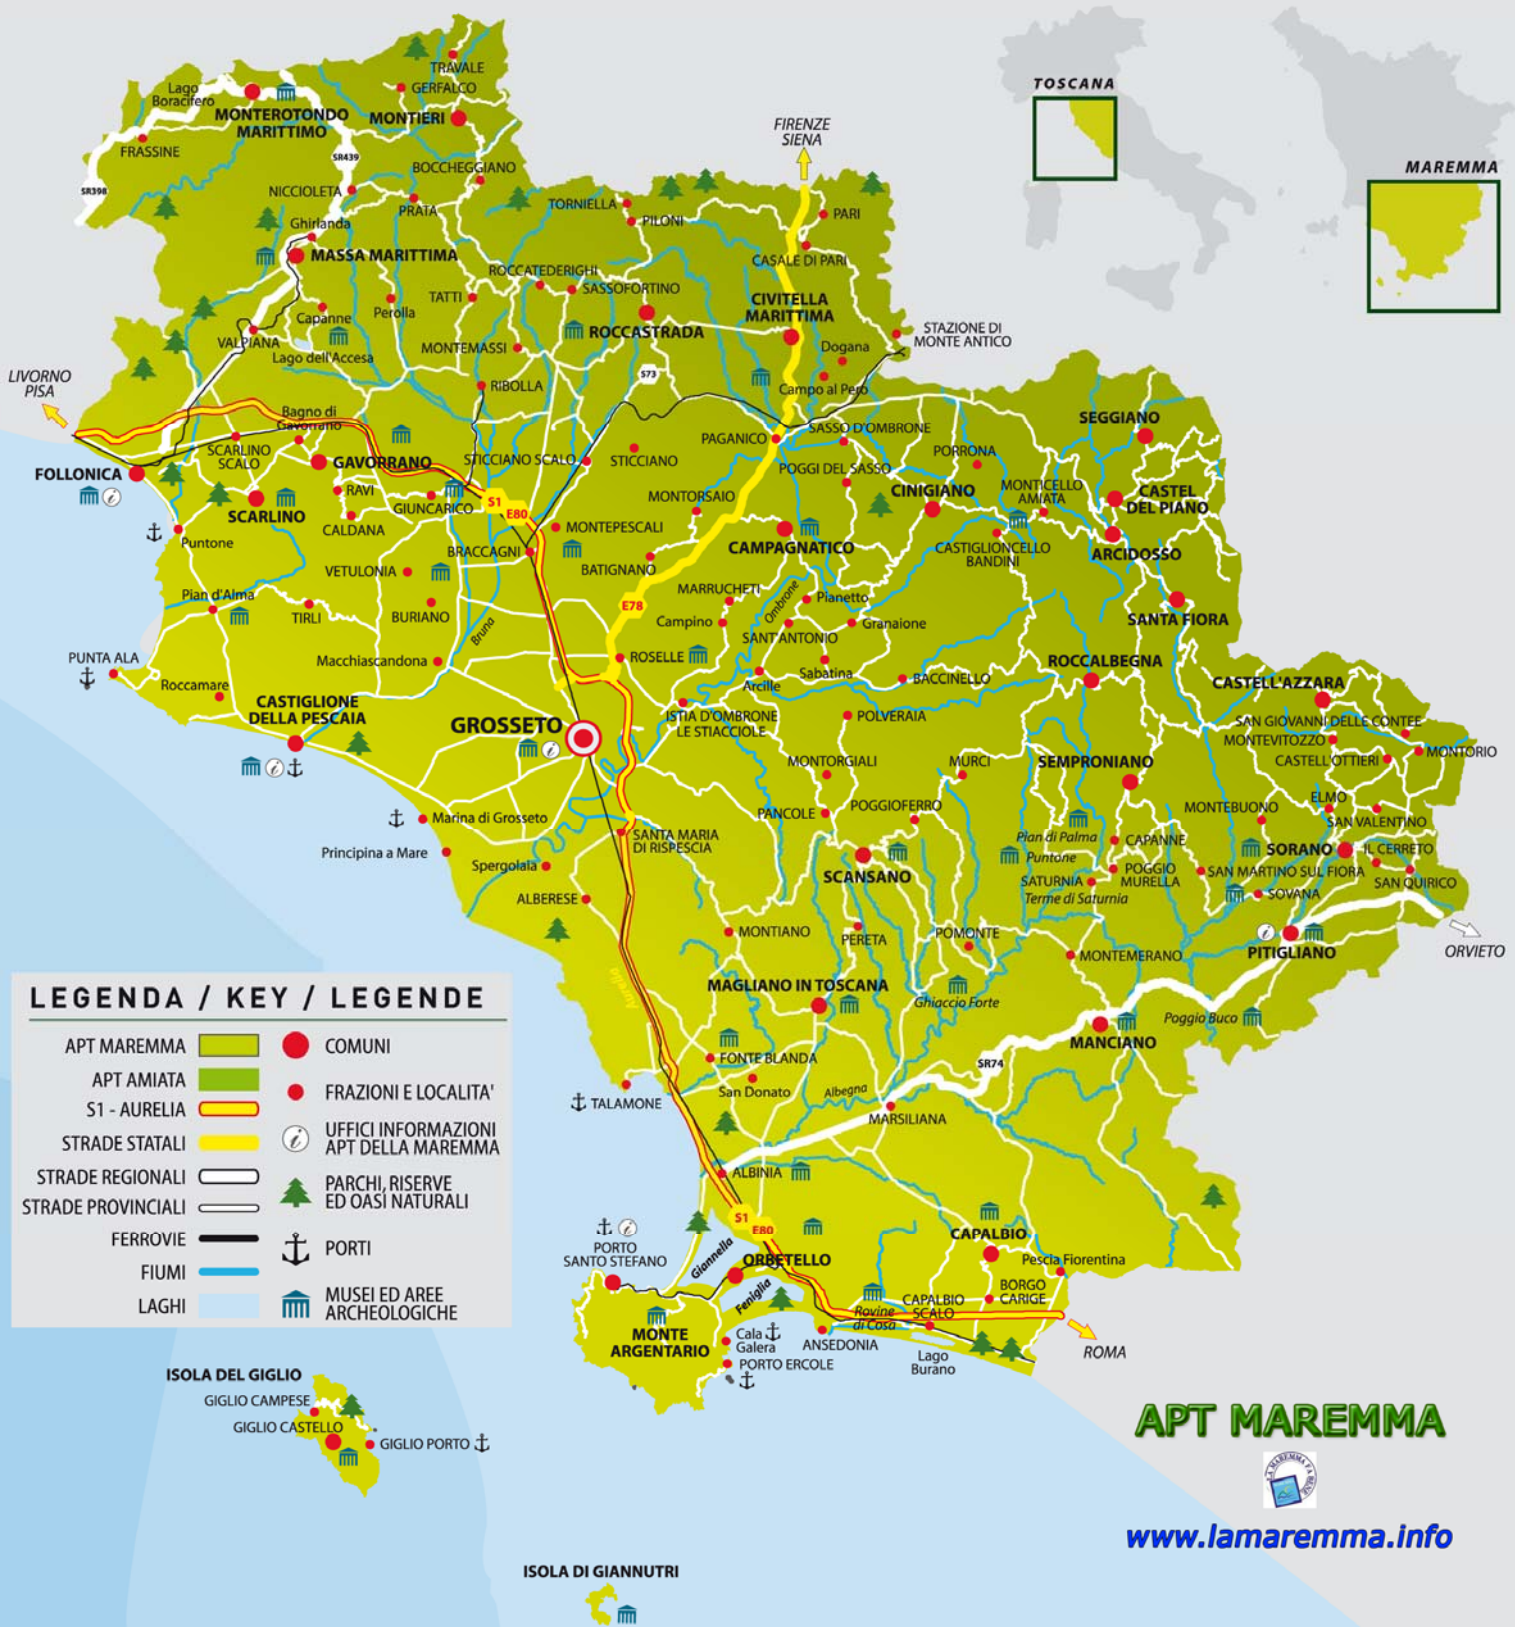 TOSCANA
MAREMMA
FIRENZE
SIENA
TRAVALE
GERFALCO
Lago
Boracifero
MONTEROTONDO
MARITTIMO
MONTIERI
FRASSINE
SR439
SR398
BOCCHEGGIANO
NICCIOLETA
PRATA
TORNIELLA
PILONI
PARI
Ghirlanda
MASSA MARITTIMA
CASALE DI PARI
ROCCATEDERIGHI
TATTI
SASSOFORTINO
CIVITELLA
MARITTIMA
Capanne
Perolla
ROCCASTRADA
STAZIONE DI
MONTE ANTICO
VALPIANA
Lago dell'Accesa
MONTEMASSI
Dogana
LIVORNO
PISA
RIBOLLA
S73
Campo al Pero
Bagno di
Gavorrano
SEGGIANO
SCARLINO
SCALO
PAGANICO
SASSO D'OMBRONE
PORRONA
FOLLONICA
GAVORRANO
STICCIANO SCALO
STICCIANO
POGGI DEL SASSO
RAVI
GIUNCARICO
S1
E80
MONTORSAIO
CINIGIANO
MONTICELLO
AMIATA
CASTEL
DEL PIANO
SCARLINO
CALDANA
MONTEPESCALI
Puntone
BRACCAGNI
CAMPAGNATICO
CASTIGLIONCELLO
BANDINI
ARCIDOSSO
VETULONIA
BATIGNANO
MARRUCHETI
Pian d'Alma
TIRLI
BURIANO
Bruna
E78
Campino
Ombrone
Pianetto
SANT'ANTONIO
Granaione
SANTA FIORA
PUNTA ALA
Macchiascandona
ROSELLE
Sabatina
ROCCALBEGNA
Roccamare
Arcille
BACCINELLO
CASTELL'AZZARA
CASTIGLIONE
DELLA PESCAIA
GROSSETO
ISTIA D'OMBRONE
LE STIACCIOLE
POLVERAIA
SAN GIOVANNI DELLE CONTEE
MONTEVITOZZO
MONTORIO
MONTORGIALI
MURCI
SEMPRONIANO
CASTELL'OTTIERI
Marina di Grosseto
PANCOLE
POGGIOFERRO
MONTEBUONO
ELMO
SAN VALENTINO
SANTA MARIA
DI RISPESCIA
Pian di Palma
CAPANNE
Principina a Mare
Spergolaia
SCANSANO
Puntone
SORANO
IL CERRETO
POGGIO
MURELLA
SAN MARTINO SUL FIORA
SATURNIA
SAN QUIRICO
Terme di Saturnia
SOVANA
ALBERESE
MONTIANO
PERETA
POMONTE
MONTEMERANO
PITIGLIANO
ORVIETO
Aurelia
MAGLIANO IN TOSCANA
Ghiaccio Forte
Poggio Buco
MANCIANO
FONTE BLANDA
SR74
San Donato
Albegna
TALAMONE
MARSILIANA
ALBINIA
S1
E80
PORTO
SANTO STEFANO
Giannella
ORBETELLO
CAPALBIO
Pescia Fiorentina
Feniglia
BORGO
CARIGE
CAPALBIO
SCALO
Rovine
di Cosa
MONTE
ARGENTARIO
Cala
Galera
ANSEDONIA
PORTO ERCOLE
Lago
Burano
ROMA
LEGENDA / KEY / LEGENDE
APT MAREMMA
APT AMIATA
S1 - AURELIA
STRADE STATALI
STRADE REGIONALI
STRADE PROVINCIALI
FERROVIE
FIUMI
LAGHI
COMUNI
FRAZIONI E LOCALITA'
UFFICI INFORMAZIONI
APT DELLA MAREMMA
PARCHI, RISERVE
ED OASI NATURALI
PORTI
MUSEI ED AREE
ARCHEOLOGICHE
ISOLA DEL GIGLIO
GIGLIO CAMPESE
GIGLIO CASTELLO
GIGLIO PORTO
ISOLA DI GIANNUTRI
APT MAREMMA
LA MAREMMA FA BENE
www.lamaremma.info